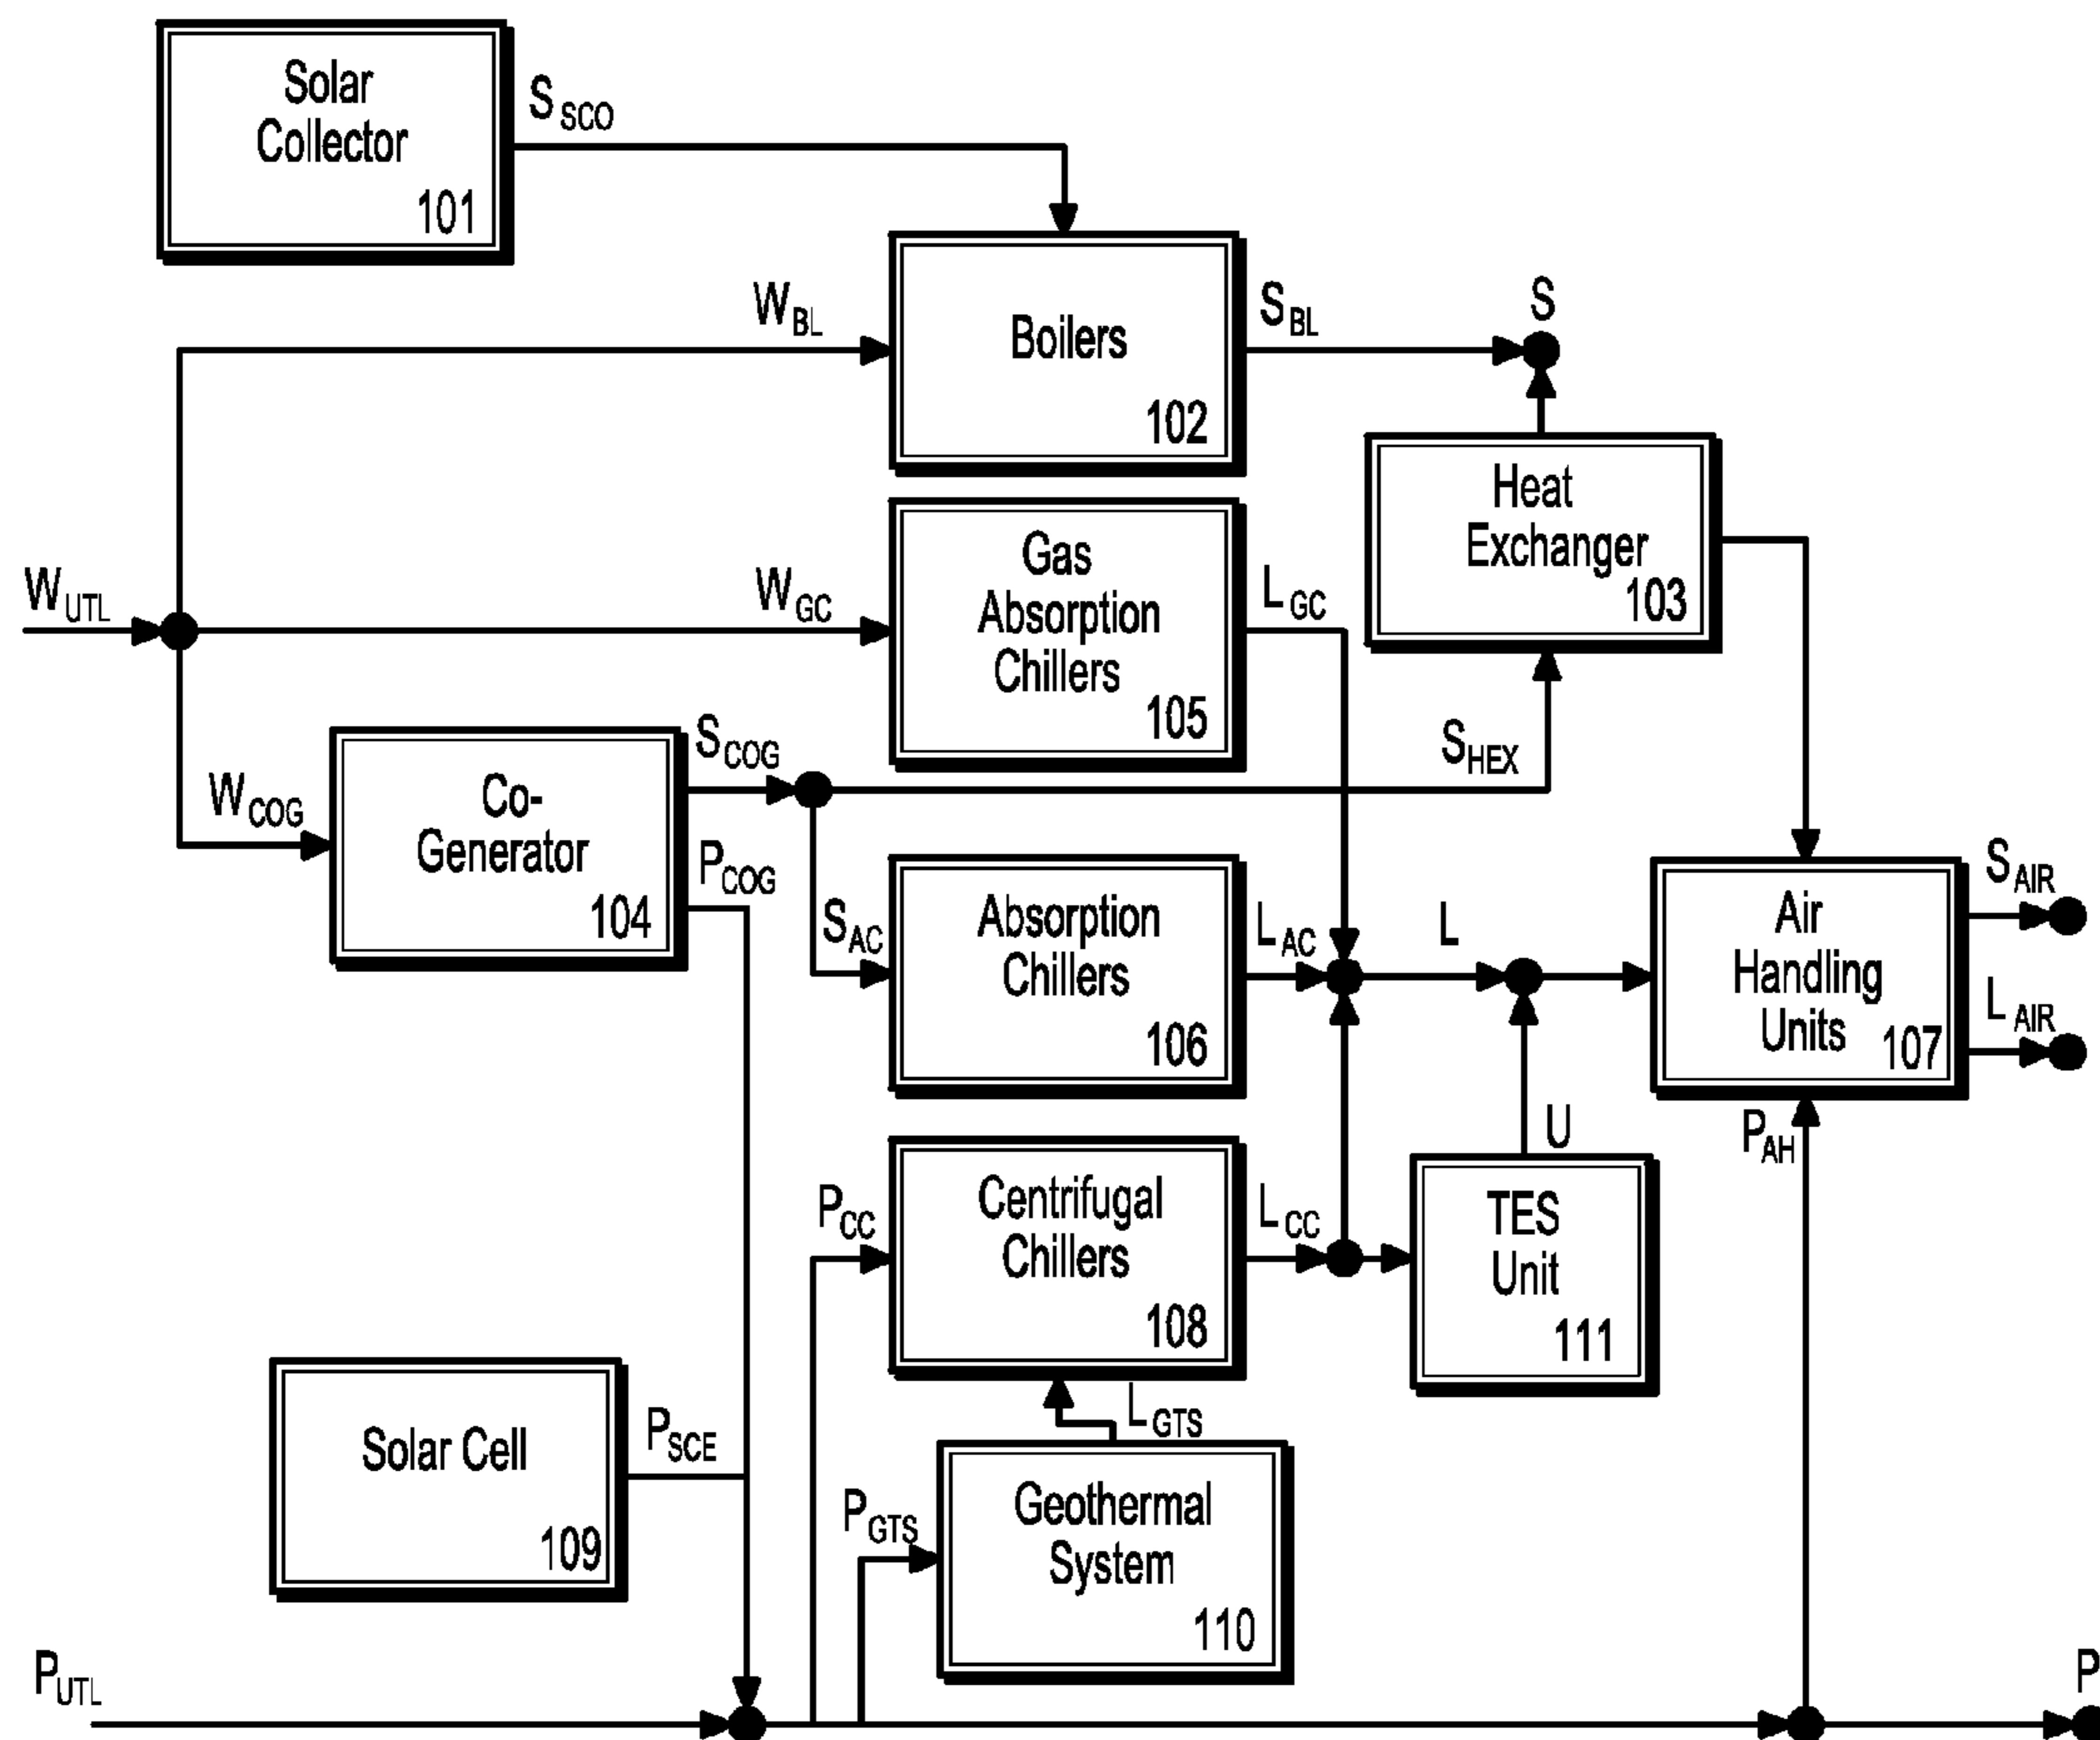 Solar
Collector
101
S SCO
W BL
Boilers
102
S BL
S
Heat
Exchanger
103
W UTL
W GC
Gas
Absorption
Chillers
105
L GC
S HEX
W COG
Co-
Generator
104
S COG
P COG
S AC
Absorption
Chillers
106
L AC
L
Air
Handling
Units
107
S AIR
L AIR
P CC
Centrifugal
Chillers
108
L CC
U
TES
Unit
111
P AH
Solar Cell
109
P SCE
L GTS
P GTS
Geothermal
System
110
P UTL
P